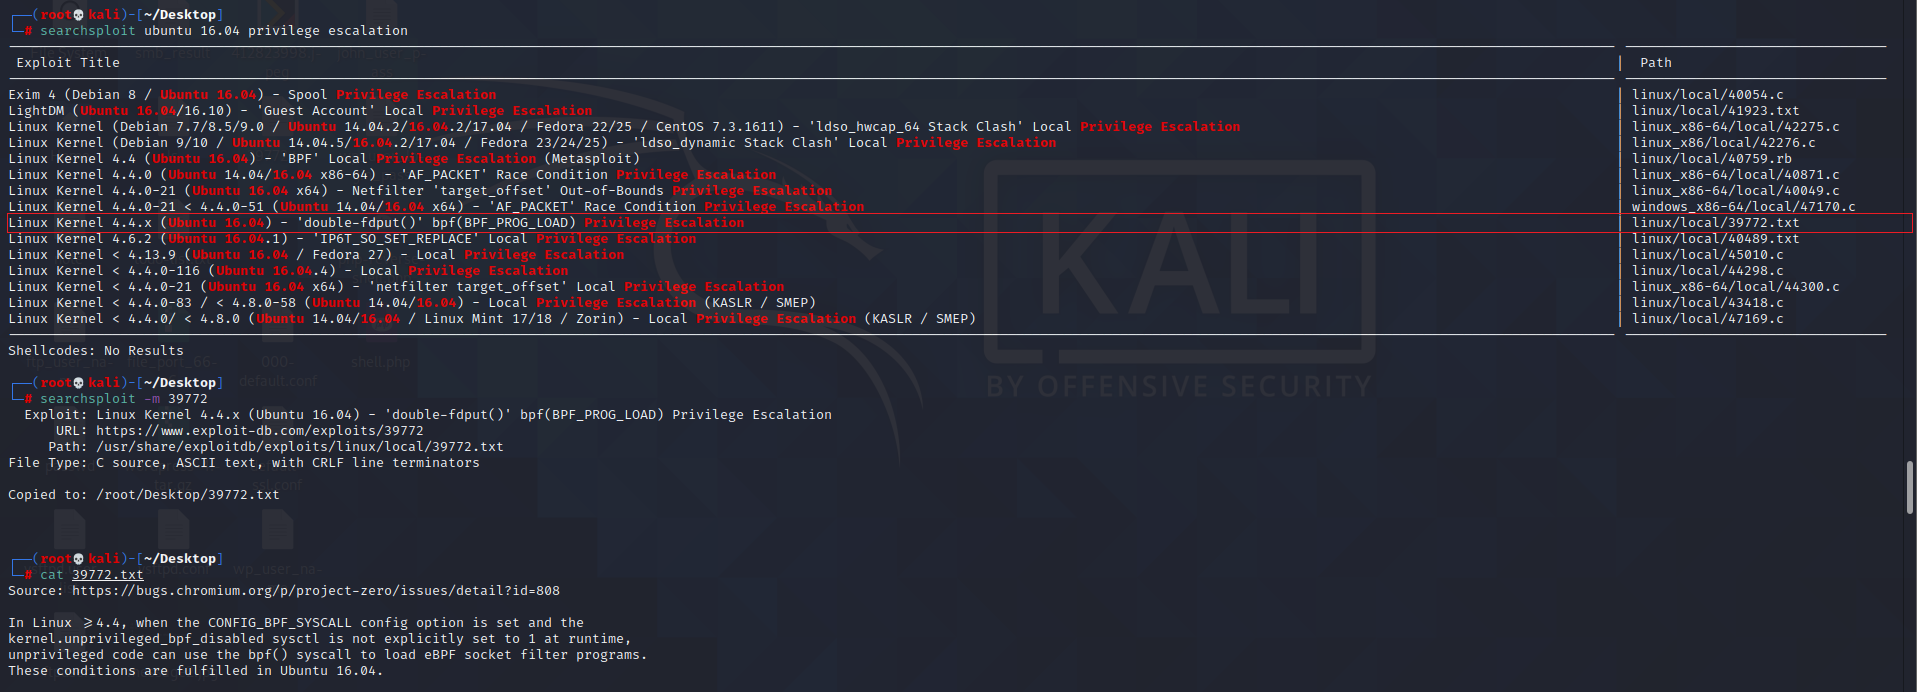 (root💀kali)-[~/Desktop]
# searchsploit ubuntu 16.04 privilege escalation
Exploit Title | Path
Exim 4 (Debian 8 / Ubuntu 16.04) - Spool Privilege Escalation | linux/local/40054.c
LightDM (Ubuntu 16.04/16.10) - 'Guest Account' Local Privilege Escalation | linux/local/41923.txt
Linux Kernel (Debian 7.7/8.5/9.0 / Ubuntu 14.04.2/16.04.2/17.04 / Fedora 22/25 / CentOS 7.3.1611) - 'ldso_hwcap_64 Stack Clash' Local Privilege Escalation | linux_x86-64/local/42275.c
Linux Kernel (Debian 9/10 / Ubuntu 14.04.5/16.04.2/17.04 / Fedora 23/24/25) - 'ldso_dynamic Stack Clash' Local Privilege Escalation | linux_x86/local/42276.c
Linux Kernel 4.4 (Ubuntu 16.04) - 'BPF' Local Privilege Escalation (Metasploit) | linux/local/40759.rb
Linux Kernel 4.4.0 (Ubuntu 14.04/16.04 x86-64) - 'AF_PACKET' Race Condition Privilege Escalation | linux_x86-64/local/40871.c
Linux Kernel 4.4.0-21 (Ubuntu 16.04 x64) - Netfilter 'target_offset' Out-of-Bounds Privilege Escalation | linux_x86-64/local/40049.c
Linux Kernel 4.4.0-21 < 4.4.0-51 (Ubuntu 14.04/16.04 x64) - 'AF_PACKET' Race Condition Privilege Escalation | windows_x86-64/local/47170.c
Linux Kernel 4.4.x (Ubuntu 16.04) - 'double-fdput()' bpf(BPF_PROG_LOAD) Privilege Escalation | linux/local/39772.txt
Linux Kernel 4.6.2 (Ubuntu 16.04.1) - 'IP6T_SO_SET_REPLACE' Local Privilege Escalation | linux/local/40489.txt
Linux Kernel < 4.13.9 (Ubuntu 16.04 / Fedora 27) - Local Privilege Escalation | linux/local/45010.c
Linux Kernel < 4.4.0-116 (Ubuntu 16.04.4) - Local Privilege Escalation | linux/local/44298.c
Linux Kernel < 4.4.0-21 (Ubuntu 16.04 x64) - 'netfilter target_offset' Local Privilege Escalation | linux_x86-64/local/44300.c
Linux Kernel < 4.4.0-83 / < 4.8.0-58 (Ubuntu 14.04/16.04) - Local Privilege Escalation (KASLR / SMEP) | linux/local/43418.c
Linux Kernel < 4.4.0/ < 4.8.0 (Ubuntu 14.04/16.04 / Linux Mint 17/18 / Zorin) - Local Privilege Escalation (KASLR / SMEP) | linux/local/47169.c
Shellcodes: No Results
(root💀kali)-[~/Desktop]
# searchsploit -m 39772
Exploit: Linux Kernel 4.4.x (Ubuntu 16.04) - 'double-fdput()' bpf(BPF_PROG_LOAD) Privilege Escalation
URL: https://www.exploit-db.com/exploits/39772
Path: /usr/share/exploitdb/exploits/linux/local/39772.txt
File Type: C source, ASCII text, with CRLF line terminators
Copied to: /root/Desktop/39772.txt
(root💀kali)-[~/Desktop]
# cat 39772.txt
Source: https://bugs.chromium.org/p/project-zero/issues/detail?id=808
In Linux >=4.4, when the CONFIG_BPF_SYSCALL config option is set and the
kernel.unprivileged_bpf_disabled sysctl is not explicitly set to 1 at runtime,
unprivileged code can use the bpf() syscall to load eBPF socket filter programs.
These conditions are fulfilled in Ubuntu 16.04.
KALI
BY OFFENSIVE SECURITY
000-
default.conf
shell.php